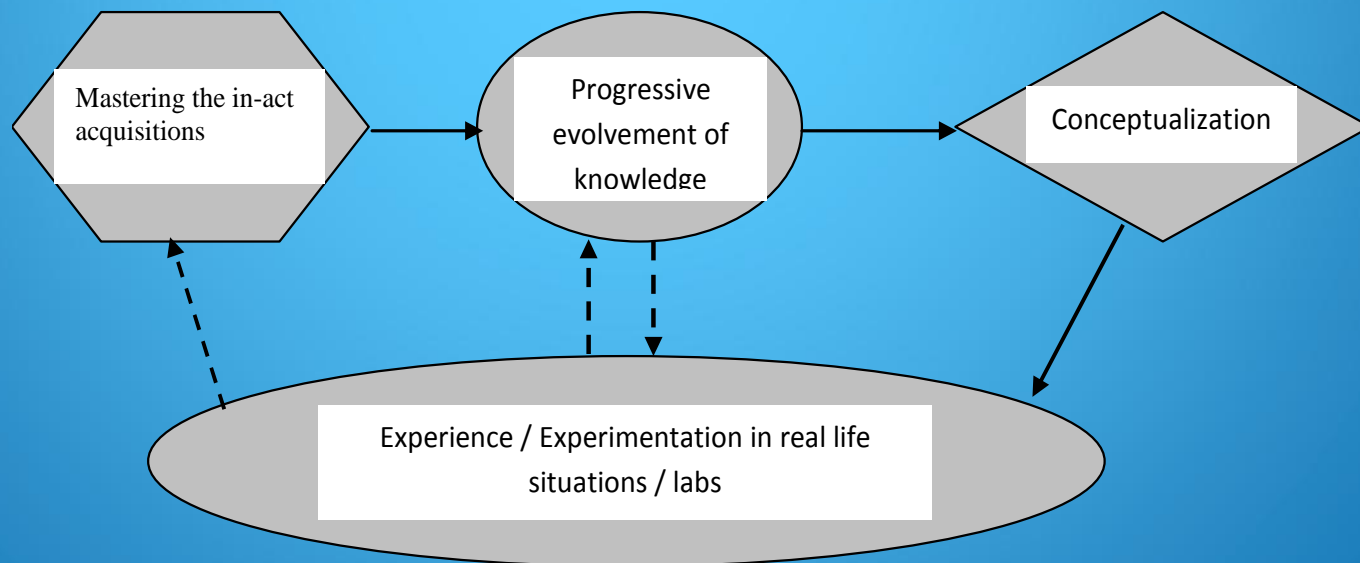 Mastering the in-act
acquisitions
Progressive
evolvement of
knowledge
Conceptualization
Experience / Experimentation in real life
situations / labs